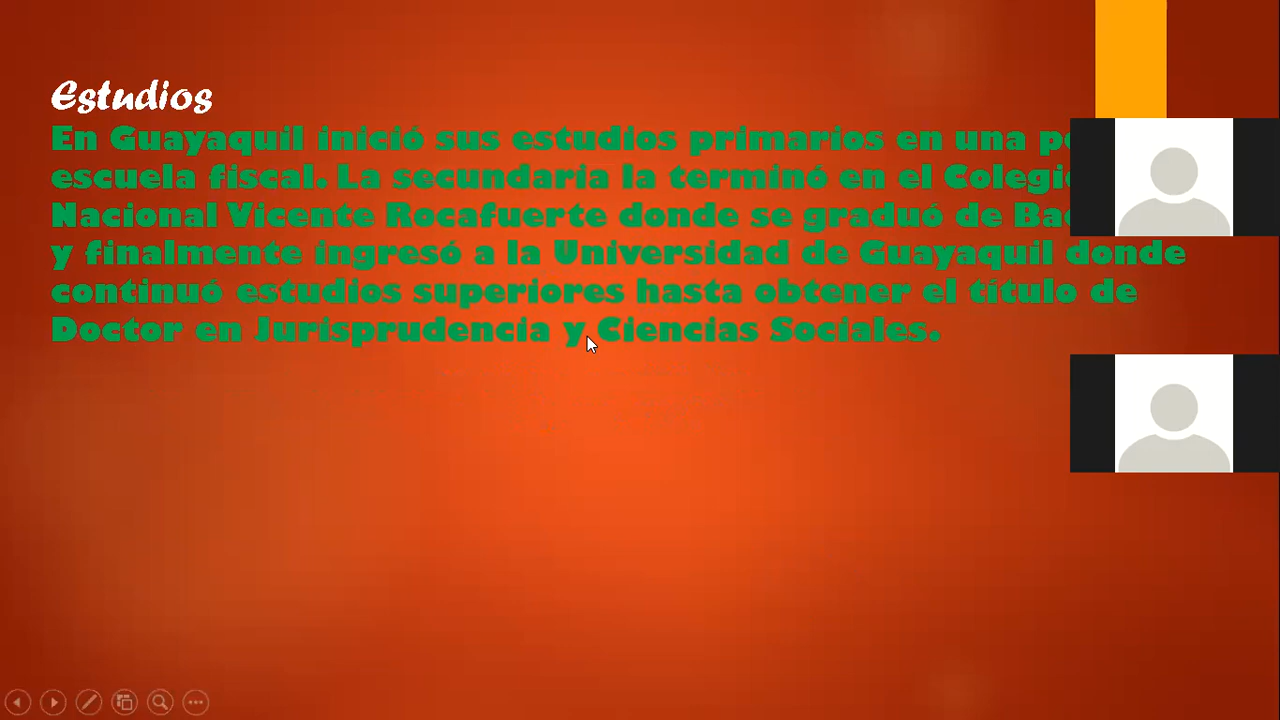 Estudios
En Guayaquil inició sus estudios primarios en una
escuela fiscal. La secundaria la terminó en el
Nacional Vicente Rocafuerte donde se graduó de
y finalmente ingresó a la Universidad de Guayaquil donde
continuó estudios superiores hasta obtener el título de
Doctor en Jurisprudencia y Ciencias Sociales.